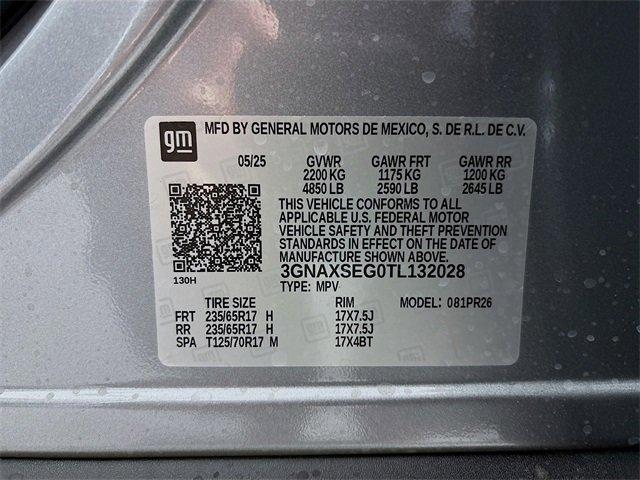 gm
MFD BY GENERAL MOTORS DE MEXICO, S. DE R.L. DE C.V.
05/25 GVWR GAWR FRT GAWR RR
2200 KG 1175 KG 1200 KG
4850 LB 2590 LB 2645 LB
THIS VEHICLE CONFORMS TO ALL
APPLICABLE U.S. FEDERAL MOTOR
VEHICLE SAFETY AND THEFT PREVENTION
STANDARDS IN EFFECT ON THE DATE OF
MANUFACTURE SHOWN ABOVE.
3GNAXSEG0TL132028
130H
TYPE: MPV
TIRE SIZE RIM MODEL: 081PR26
FRT 235/65R17 H 17X7.5J
RR 235/65R17 H 17X7.5J
SPA T125/70R17 M 17X4BT